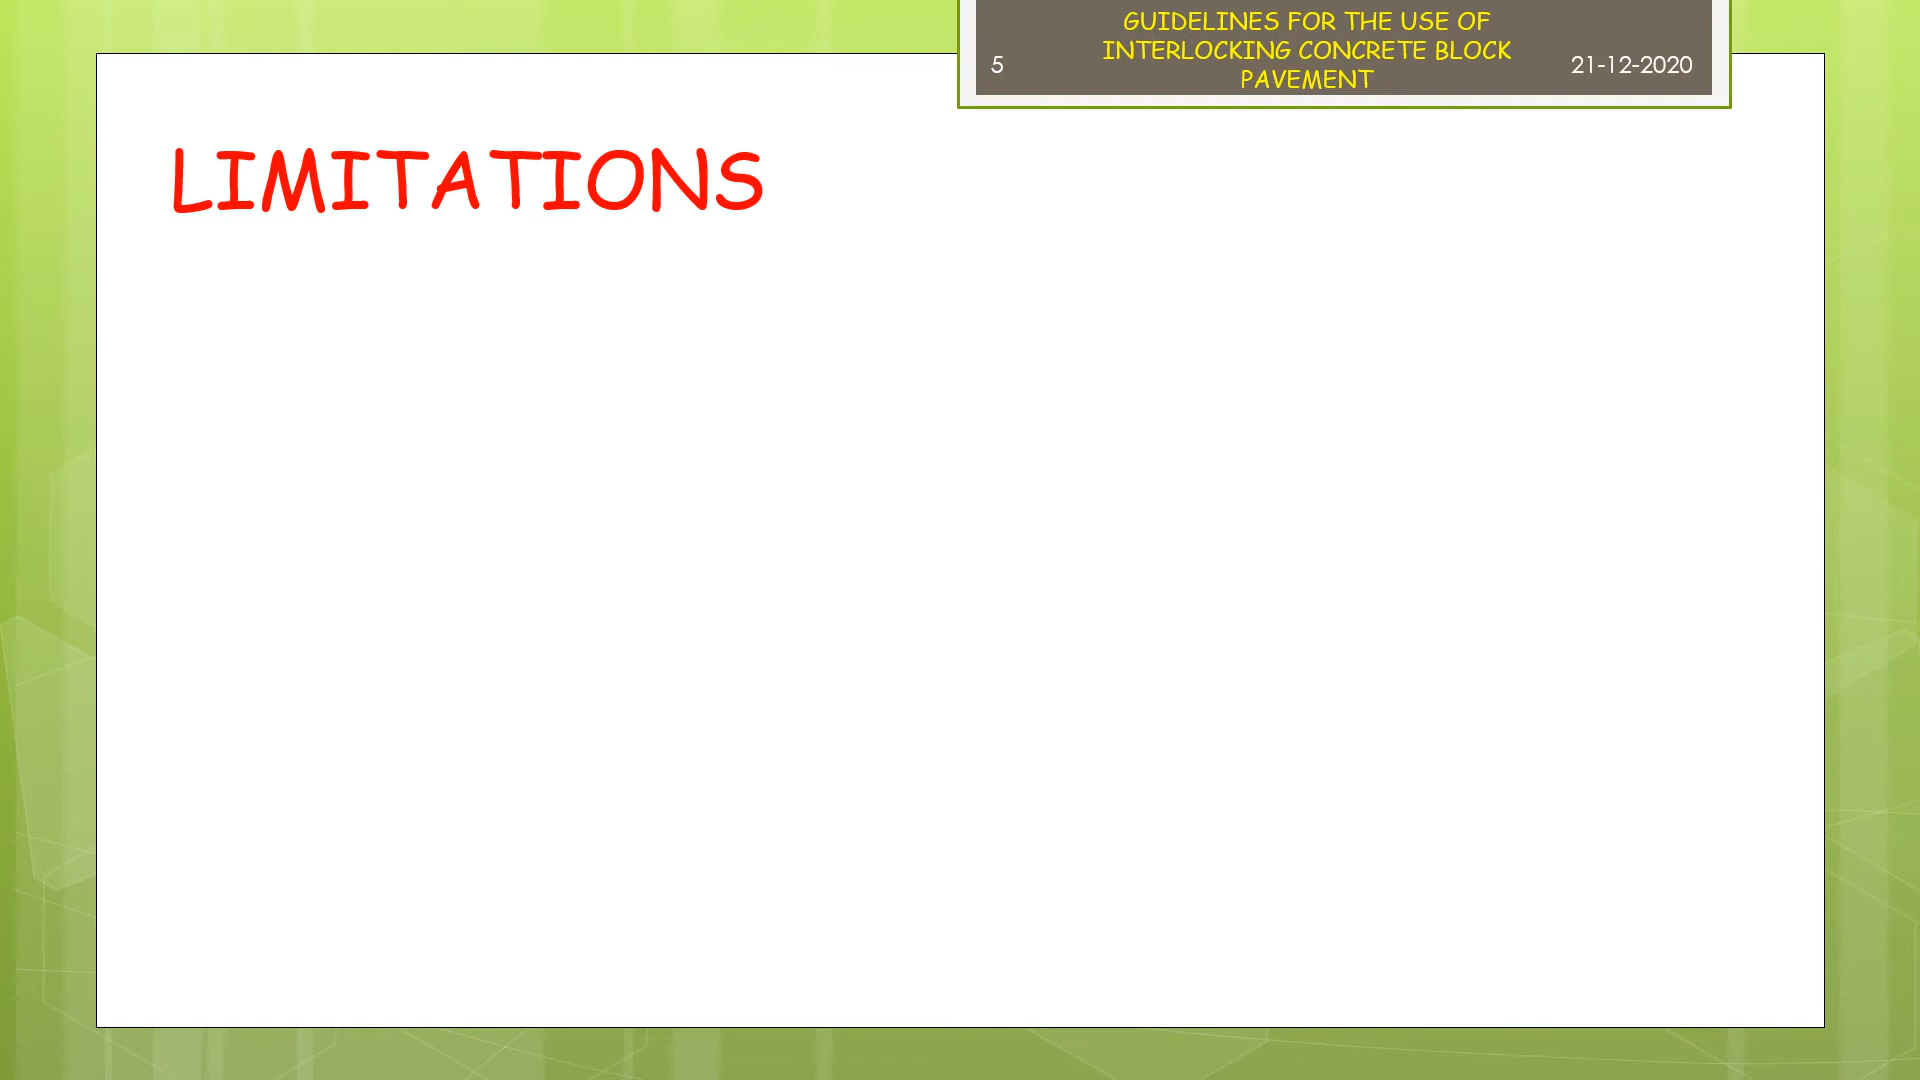 5
GUIDELINES FOR THE USE OF
INTERLOCKING CONCRETE BLOCK
PAVEMENT
21-12-2020
LIMITATIONS